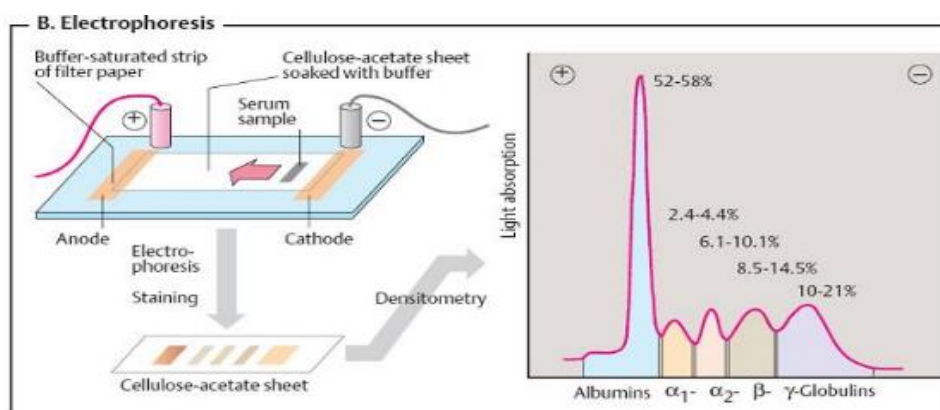 B. Electrophoresis
Buffer-saturated strip
of filter paper
Cellulose-acetate sheet
soaked with buffer
Serum
sample
+
−
Anode
Cathode
Electro-
phoresis
Staining
Densitometry
Cellulose-acetate sheet
+
−
52-58%
2.4-4.4%
6.1-10.1%
8.5-14.5%
10-21%
Light absorption
Albumins α₁- α₂- β- γ-Globulins